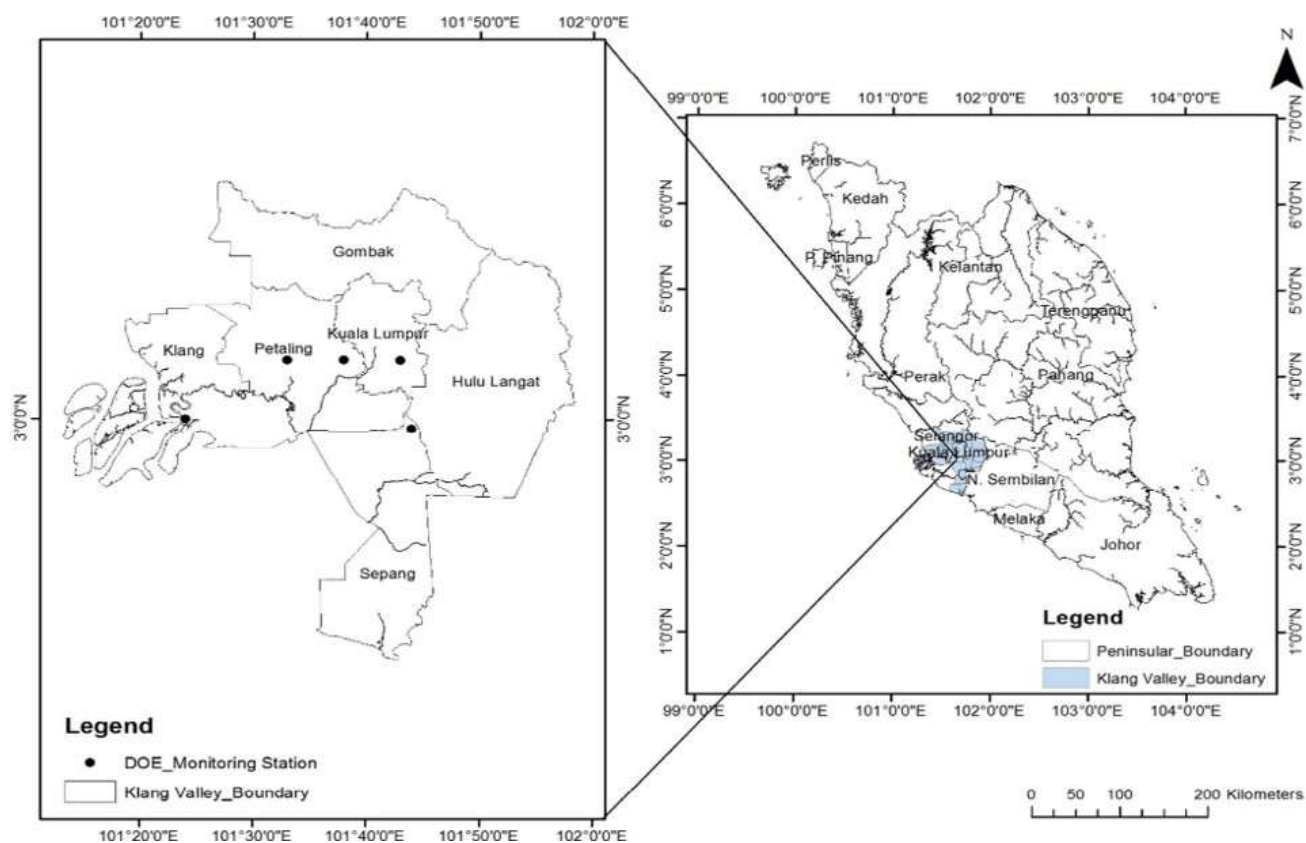 101°20'0"E 101°30'0"E 101°40'0"E 101°50'0"E 102°0'0"E
3°0'0"N
Gombak
Kuala Lumpur
Klang
Petaling
Hulu Langat
Sepang
3°0'0"N
Legend
DOE_Monitoring Station
Klang Valley_Boundary
101°20'0"E 101°30'0"E 101°40'0"E 101°50'0"E 102°0'0"E
N
99°0'0"E 100°0'0"E 101°0'0"E 102°0'0"E 103°0'0"E 104°0'0"E
7°0'0"N
6°0'0"N
5°0'0"N
4°0'0"N
3°0'0"N
2°0'0"N
1°0'0"N
Perlis
Kedah
P. Pinang
Kelantan
Terengganu
Perak
Pahang
Selangor
Kuala Lumpur
N. Sembilan
Melaka
Johor
7°0'0"N
6°0'0"N
5°0'0"N
4°0'0"N
3°0'0"N
2°0'0"N
1°0'0"N
Legend
Peninsular_Boundary
Klang Valley_Boundary
99°0'0"E 100°0'0"E 101°0'0"E 102°0'0"E 103°0'0"E 104°0'0"E
0 50 100 200 Kilometers